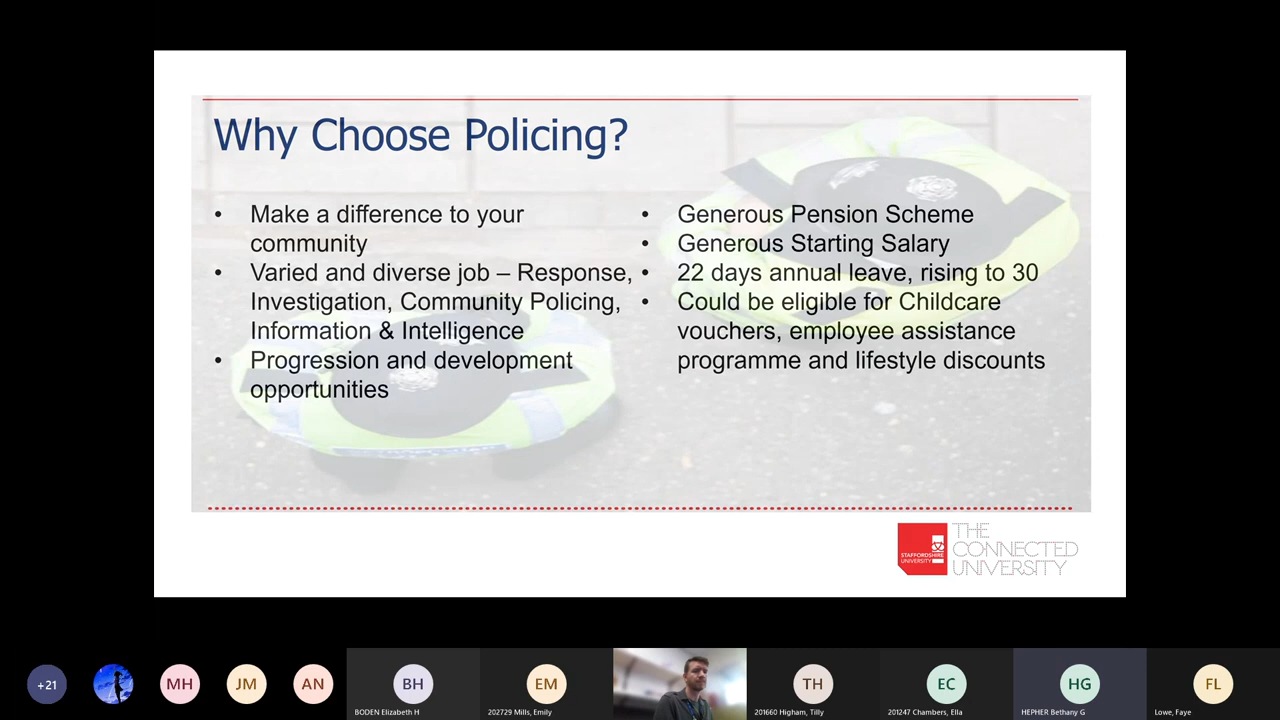 Why Choose Policing?
• Make a difference to your
community
• Varied and diverse job – Response,
Investigation, Community Policing,
Information & Intelligence
• Progression and development
opportunities
• Generous Pension Scheme
• Generous Starting Salary
• 22 days annual leave, rising to 30
• Could be eligible for Childcare
vouchers, employee assistance
programme and lifestyle discounts
STAFFORDSHIRE
UNIVERSITY
THE
CONNECTED
UNIVERSITY
+21
MH
JM
AN
BH
BODEN Elizabeth H
EM
202729 Mills, Emily
TH
201660 Higham, Tilly
EC
201247 Chambers, Ella
HG
HEPHER Bethany G
FL
Lowe, Faye